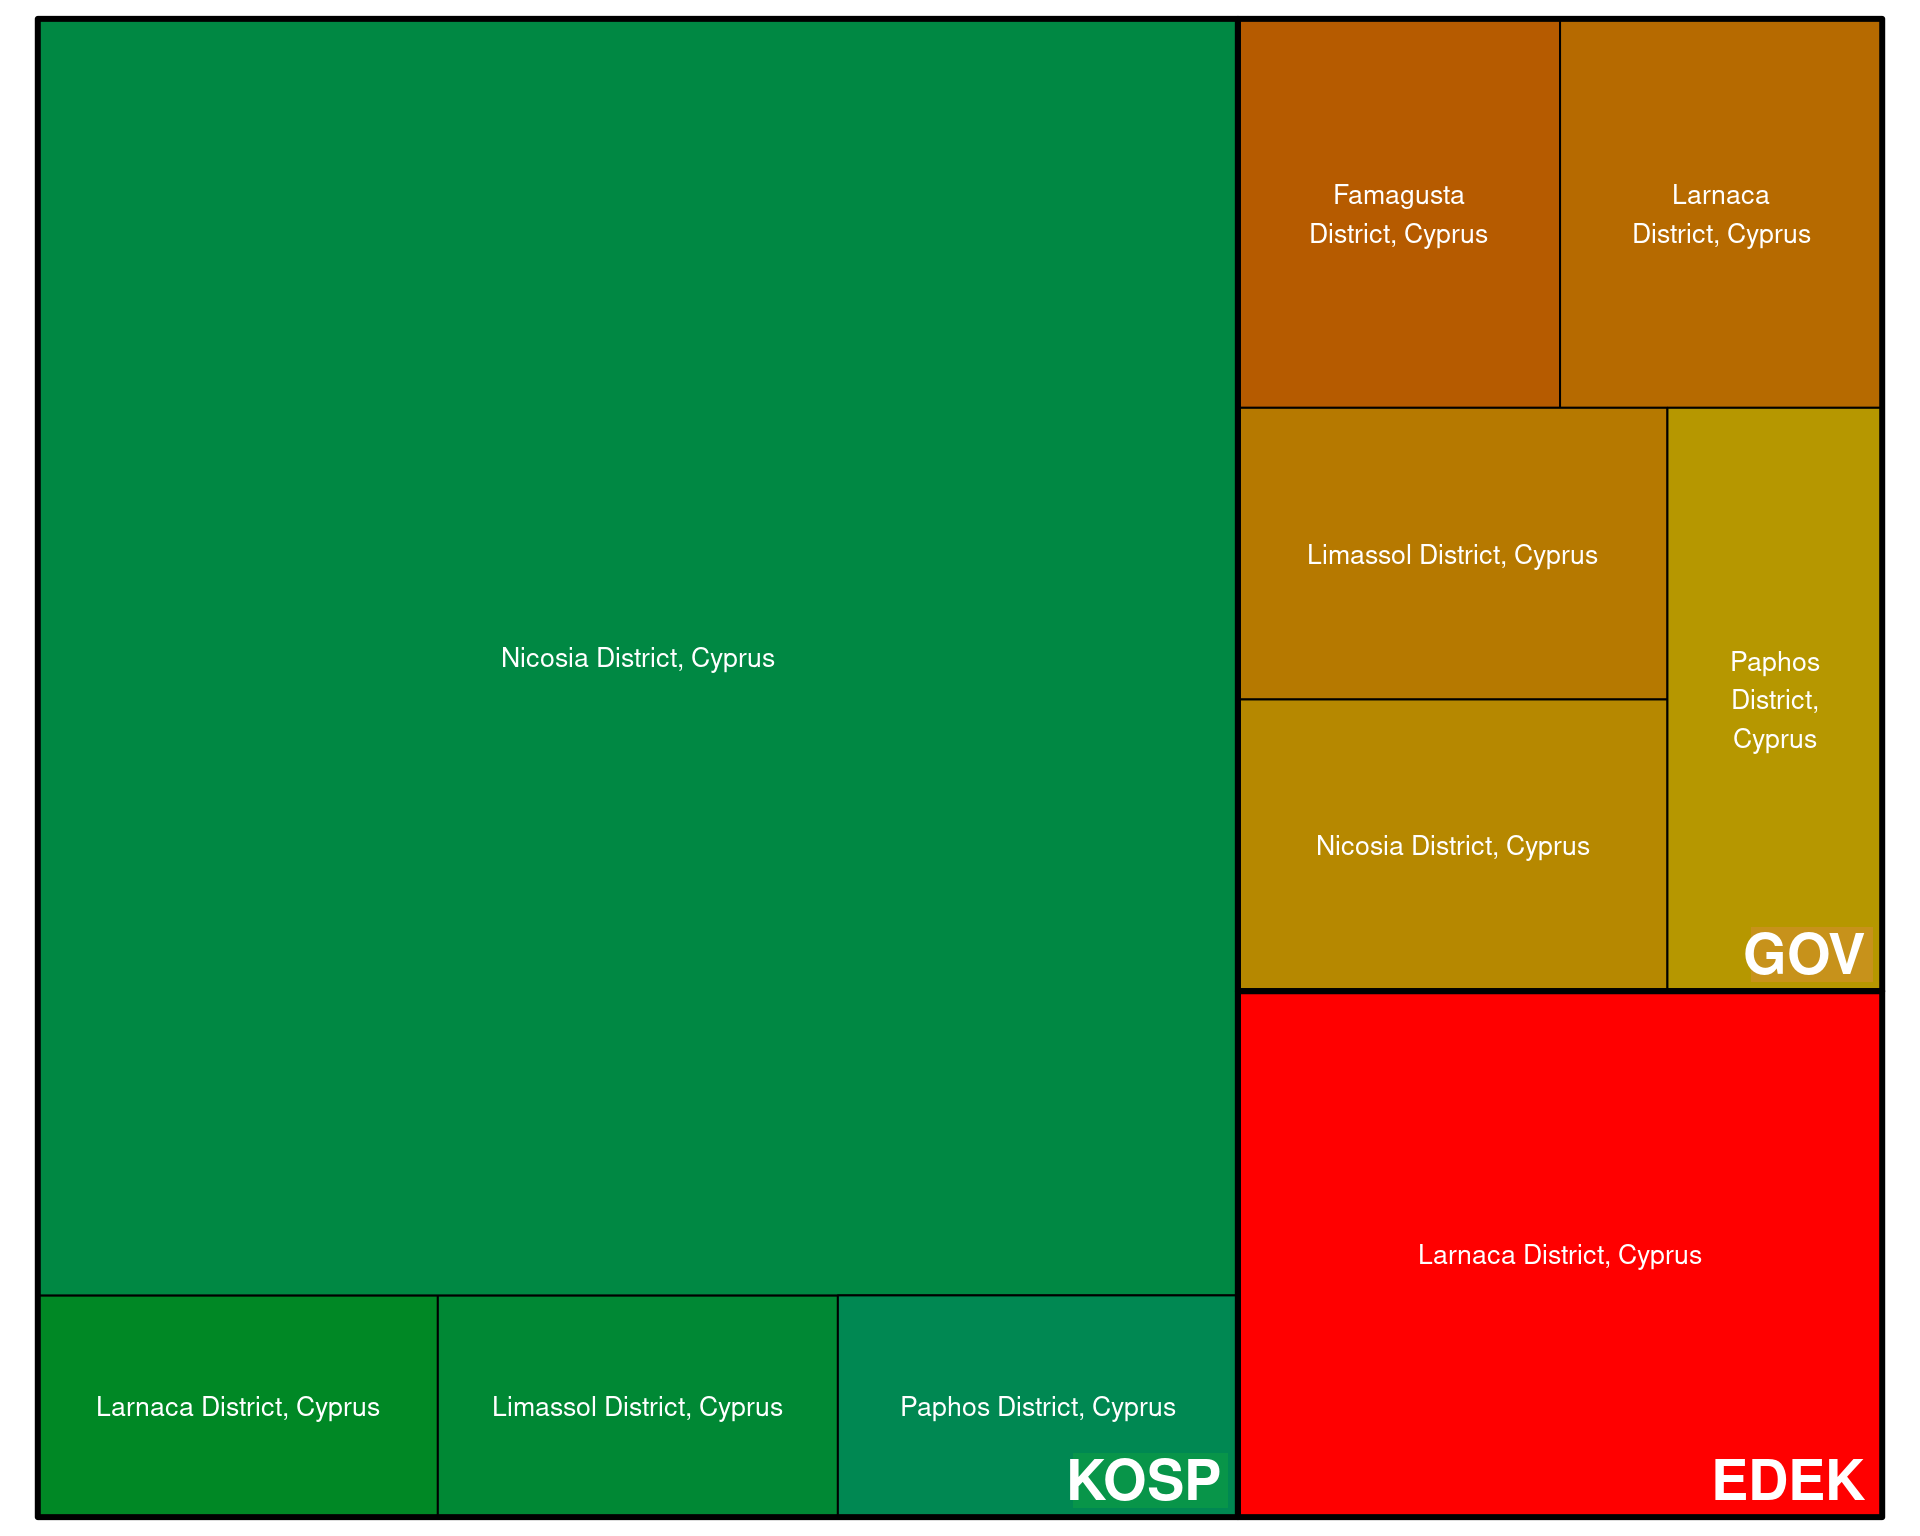 Nicosia District, Cyprus
Larnaca District, Cyprus
Limassol District, Cyprus
Paphos District, Cyprus
KOSP
Famagusta
District, Cyprus
Larnaca
District, Cyprus
Limassol District, Cyprus
Nicosia District, Cyprus
Paphos
District,
Cyprus
GOV
Larnaca District, Cyprus
EDEK